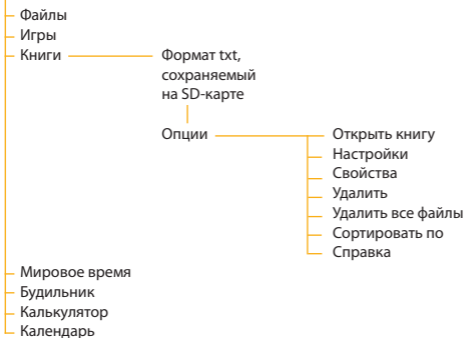 Файлы
Игры
Книги
Формат txt,
сохраняемый
на SD-карте
Опции
Открыть книгу
Настройки
Свойства
Удалить
Удалить все файлы
Сортировать по
Справка
Мировое время
Будильник
Калькулятор
Календарь